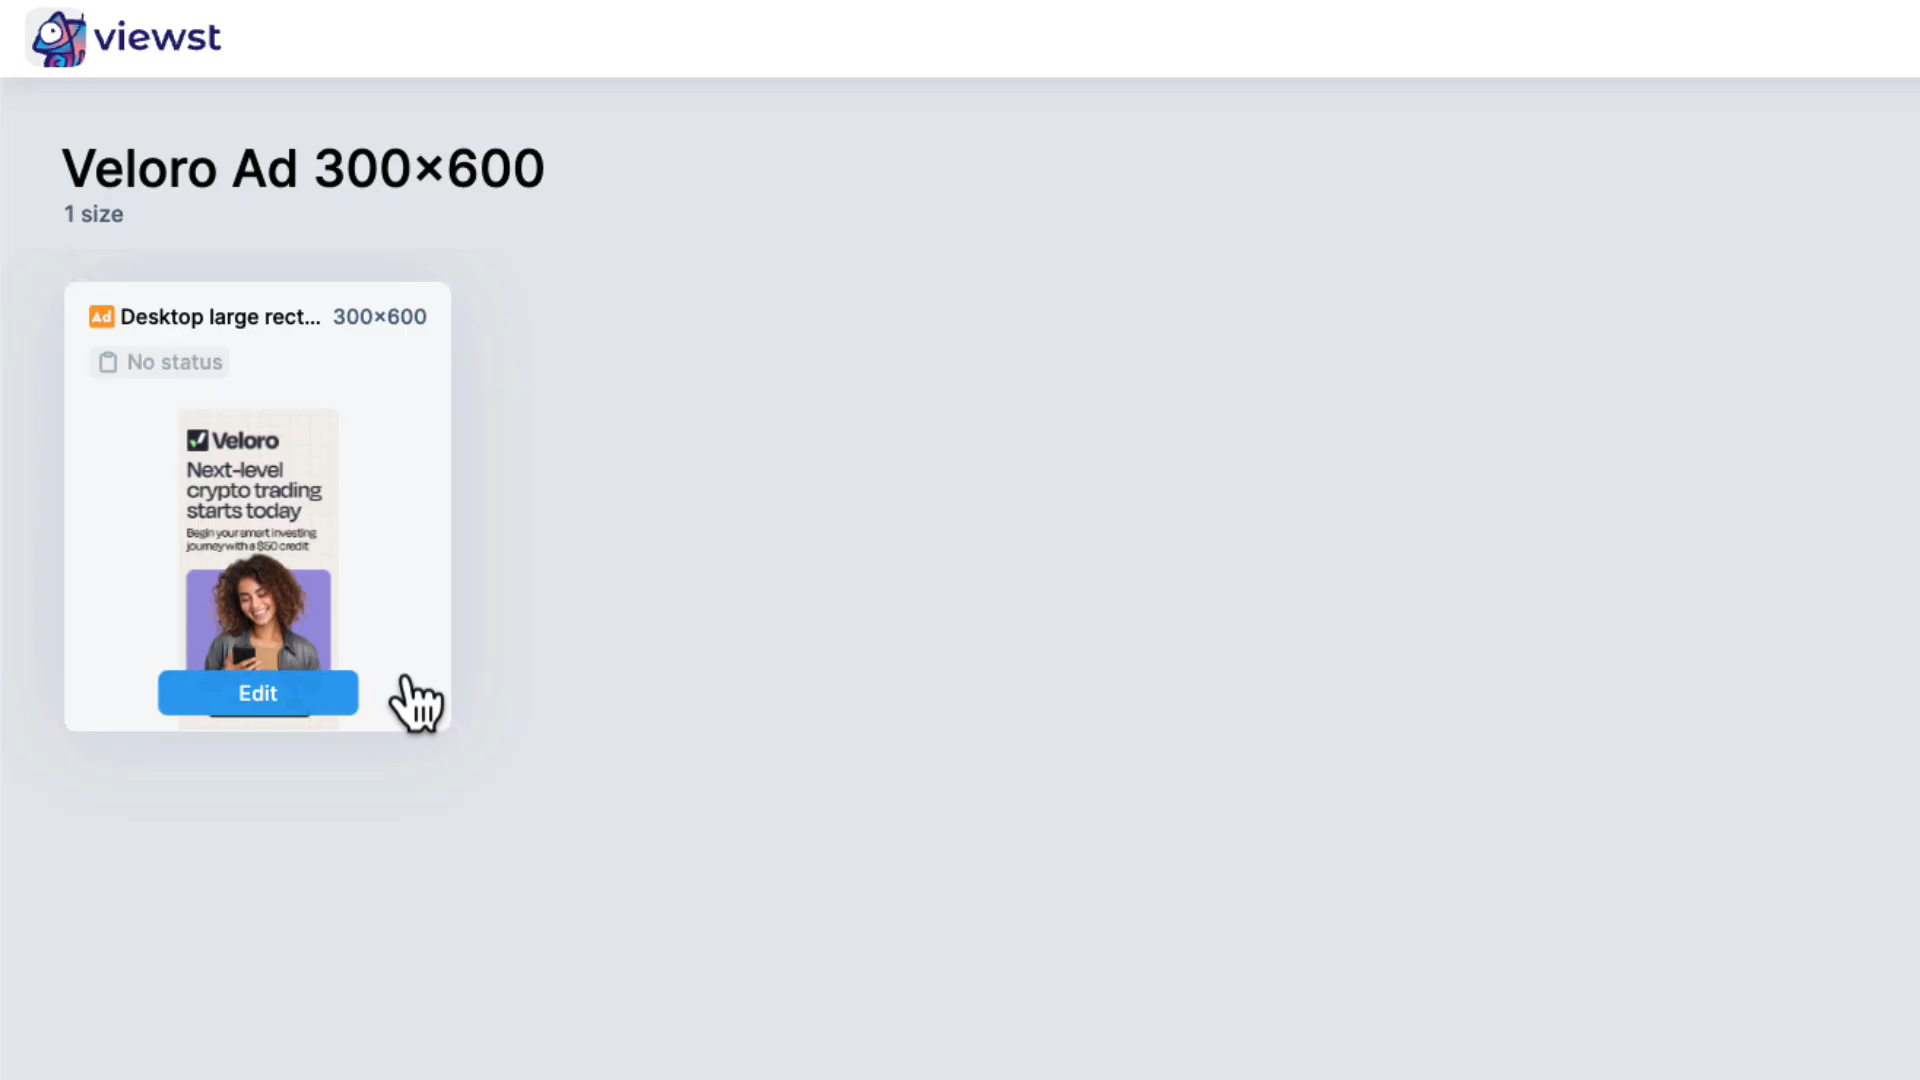 viewst
Veloro Ad 300×600
1 size
Ad Desktop large rect... 300×600
No status
Veloro
Next-level
crypto trading
starts today
Begin your smart investing
journey with a $50 credit
Edit